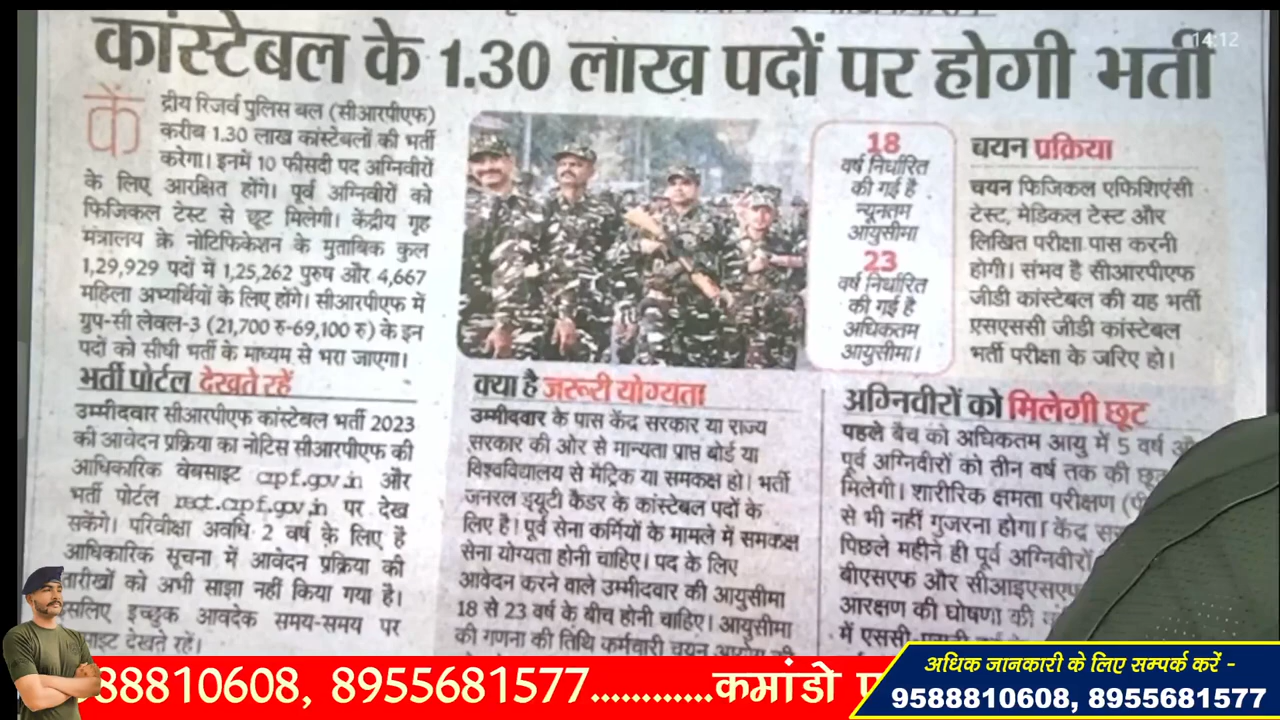 कांस्टेबल के 1.30 लाख पदों पर होगी भर्ती
14:12
केंद्रीय रिजर्व पुलिस बल (सीआरपीएफ)
करीब 1.30 लाख कांस्टेबलों की भर्ती
करेगा। इनमें 10 फीसदी पद अग्निवीरों
के लिए आरक्षित होंगे। पूर्व अग्निवीरों को
फिजिकल टेस्ट से छूट मिलेगी। केंद्रीय गृह
मंत्रालय के नोटिफिकेशन के मुताबिक कुल
1,29,929 पदों में 1,25,262 पुरुष और 4,667
महिला अभ्यर्थियों के लिए होंगे। सीआरपीएफ में
ग्रुप-सी लेवल-3 (21,700 रु-69,100 रु) के इन
पदों को सीधी भर्ती के माध्यम से भरा जाएगा।
18
वर्ष निर्धारित
की गई है
न्यूनतम
आयुसीमा
23
वर्ष निर्धारित
की गई है
अधिकतम
आयुसीमा।
चयन प्रक्रिया
चयन फिजिकल एफिशिएंसी
टेस्ट, मेडिकल टेस्ट और
लिखित परीक्षा पास करनी
होगी। संभव है सीआरपीएफ
जीडी कांस्टेबल की यह भर्ती
एसएससी जीडी कांस्टेबल
भर्ती परीक्षा के जरिए हो।
भर्ती पोर्टल देखते रहें
उम्मीदवार सीआरपीएफ कांस्टेबल भर्ती 2023
की आवेदन प्रक्रिया का नोटिस सीआरपीएफ की
आधिकारिक वेबसाइट crpf.gov.in और
भर्ती पोर्टल rect.crpf.gov.in पर देख
सकेंगे। परिवीक्षा अवधि 2 वर्ष के लिए है
आधिकारिक सूचना में आवेदन प्रक्रिया की
तारीखों को अभी साझा नहीं किया गया है।
इच्छुक आवदेक समय-समय पर
देखते रहें।
क्या है जरूरी योग्यता
उम्मीदवार के पास केंद्र सरकार या राज्य
सरकार की ओर से मान्यता प्राप्त बोर्ड या
विश्वविद्यालय से मैट्रिक या समकक्ष हो। भर्ती
जनरल ड्यूटी कैडर के कांस्टेबल पदों के
लिए है। पूर्व सेना कर्मियों के मामले में समकक्ष
सेना योग्यता होनी चाहिए। पद के लिए
आवेदन करने वाले उम्मीदवार की आयुसीमा
18 से 23 वर्ष के बीच होनी चाहिए। आयुसीमा
की गणना की तिथि कर्मचारी चयन आयोग की
अग्निवीरों को मिलेगी छूट
पहले बैच को अधिकतम आयु में 5 वर्ष
पूर्व अग्निवीरों को तीन वर्ष तक की
मिलेगी। शारीरिक क्षमता परीक्षण
से भी नहीं गुजरना होगा। केंद्र
पिछले महीने ही पूर्व अग्निवीरों
बीएसएफ और
आरक्षण की घोषणा की
में एससी
88810608, 8955681577............कमांडो
अधिक जानकारी के लिए सम्पर्क करें -
9588810608, 8955681577